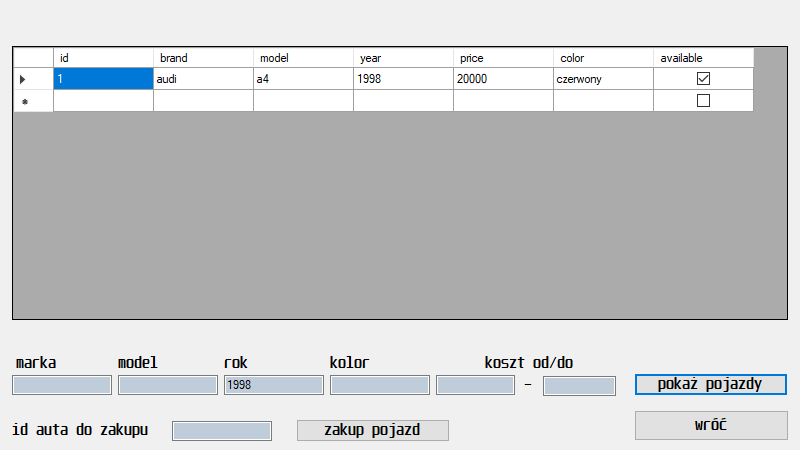 id brand model year price color available
1 audi a4 1998 20000 czerwony
marka model rok kolor koszt od/do
1998 - pokaż pojazdy
id auta do zakupu zakup pojazd wróć